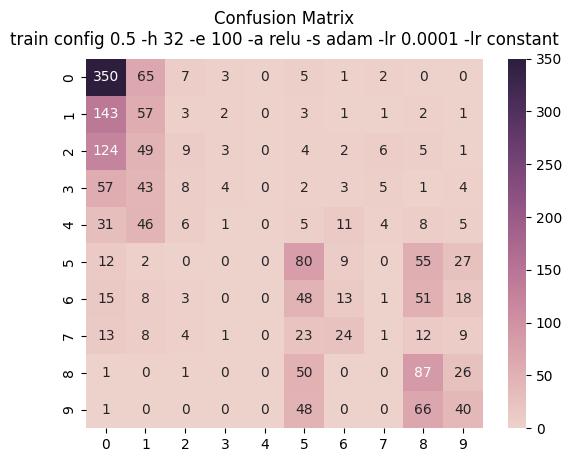 Confusion Matrix
train config 0.5 -h 32 -e 100 -a relu -s adam -lr 0.0001 -lr constant
0 350 65 7 3 0 5 1 2 0 0
1 143 57 3 2 0 3 1 1 2 1
2 124 49 9 3 0 4 2 6 5 1
3 57 43 8 4 0 2 3 5 1 4
4 31 46 6 1 0 5 11 4 8 5
5 12 2 0 0 0 80 9 0 55 27
6 15 8 3 0 0 48 13 1 51 18
7 13 8 4 1 0 23 24 1 12 9
8 1 0 1 0 0 50 0 0 87 26
9 1 0 0 0 0 48 0 0 66 40
0 1 2 3 4 5 6 7 8 9
350
300
250
200
150
100
50
0